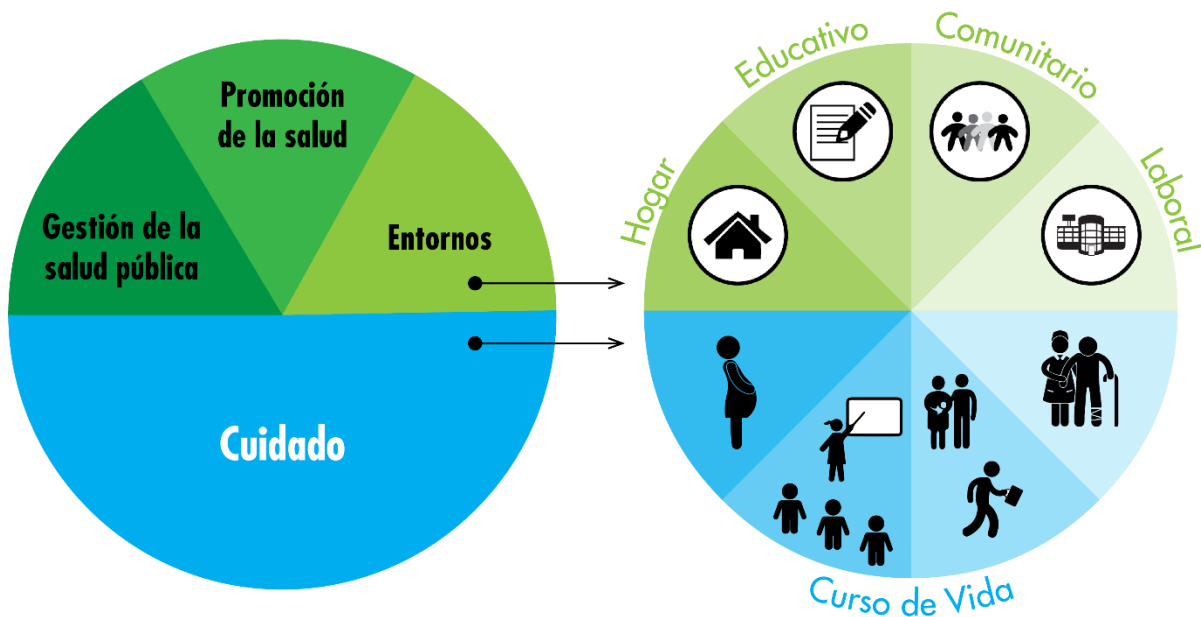 Promoción
de la salud
Gestión de la
salud pública
Entornos
Cuidado
Hogar
Educativo
Comunitario
Laboral
Curso de Vida